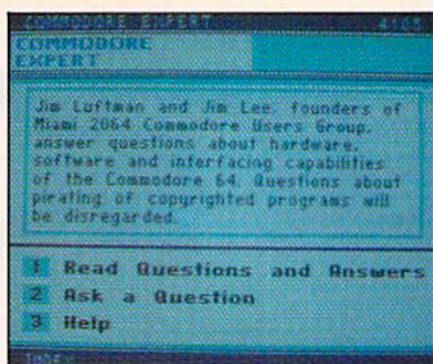 COMMODORE EXPERT 4105
COMMODORE
EXPERT
Jim Luftman and Jim Lee, founders of
Miami 2064 Commodore Users Group,
answer questions about hardware,
software and interfacing capabilities
of the Commodore 64. Questions about
pirating of copyrighted programs will
be disregarded.
1 Read Questions and Answers
2 Ask a Question
3 Help
INDEX